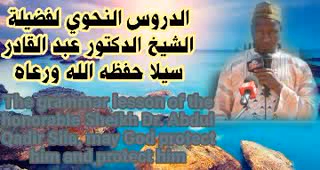 الدروس النحوي لفضيلة
الشيخ الدكتور عبد القادر
سيلا حفظه الله ورعاه
The grammar lesson of the
honorable Sheikh Dr. Abdul
Qadir Sila, may God protect
him and protect him